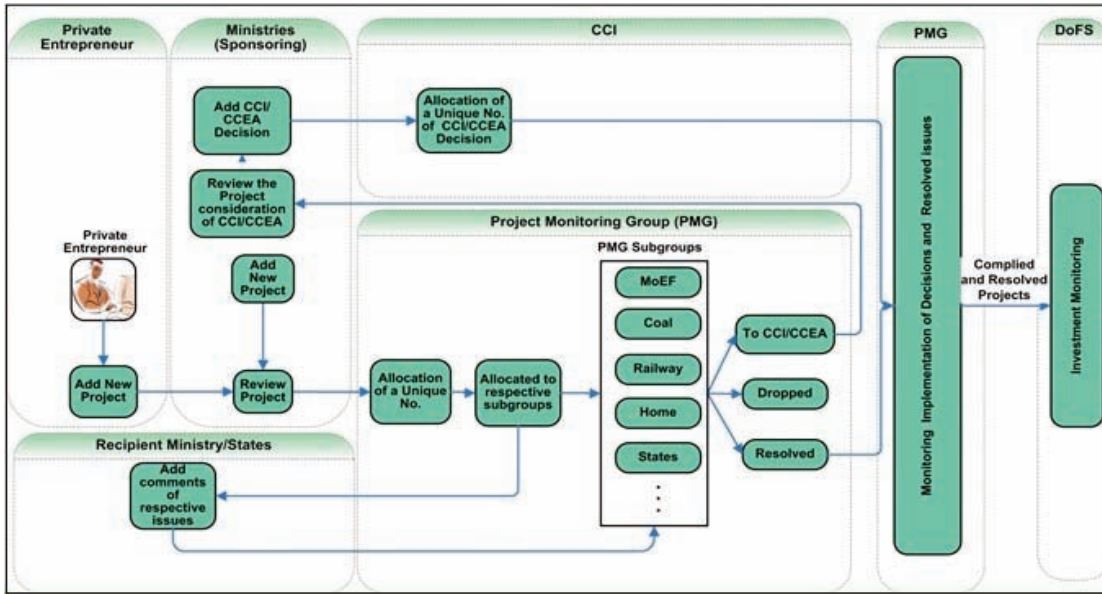 Private
Entrepreneur
Ministries
(Sponsoring)
CCI
PMG
DoFS
Add CCI/
CCEA
Decision
Allocation of
a Unique No.
of CCI/CCEA
Decision
Review the
Project
consideration
of CCI/CCEA
Project Monitoring Group (PMG)
Private
Entrepreneur
Add
New
Project
PMG Subgroups
MoEF
Coal
Railway
Home
States
To CCI/CCEA
Dropped
Resolved
Add New
Project
Review
Project
Allocation
of a Unique
No.
Allocated to
respective
subgroups
Recipient Ministry/States
Add
comments
of
respective
issues
Monitoring Implementation of Decisions and Resolved issues
Complied
and Resolved
Projects
Investment Monitoring